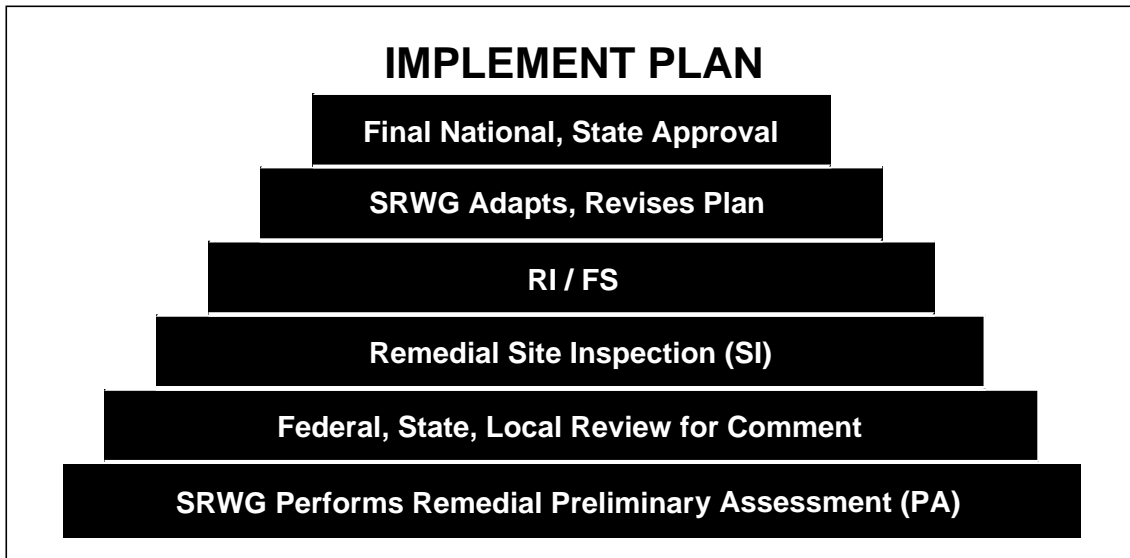 IMPLEMENT PLAN
Final National, State Approval
SRWG Adapts, Revises Plan
RI / FS
Remedial Site Inspection (SI)
Federal, State, Local Review for Comment
SRWG Performs Remedial Preliminary Assessment (PA)